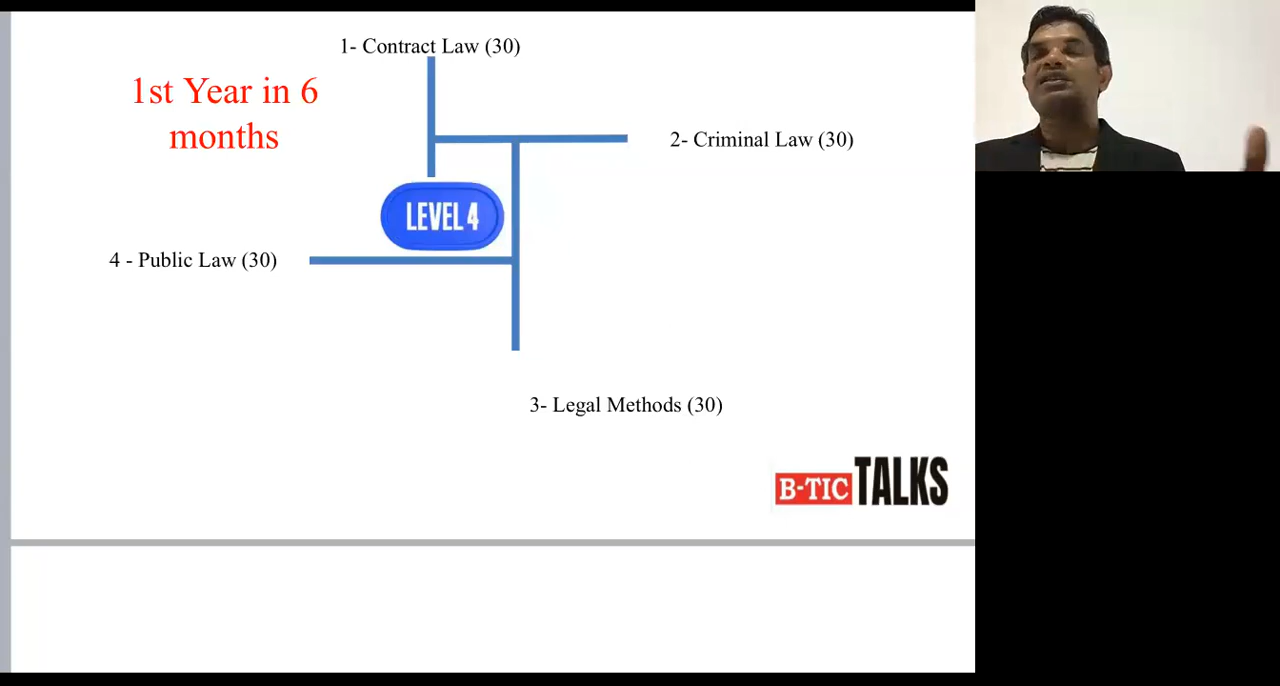 1- Contract Law (30)
1st Year in 6
months
2- Criminal Law (30)
LEVEL 4
4 - Public Law (30)
3- Legal Methods (30)
B-TIC TALKS